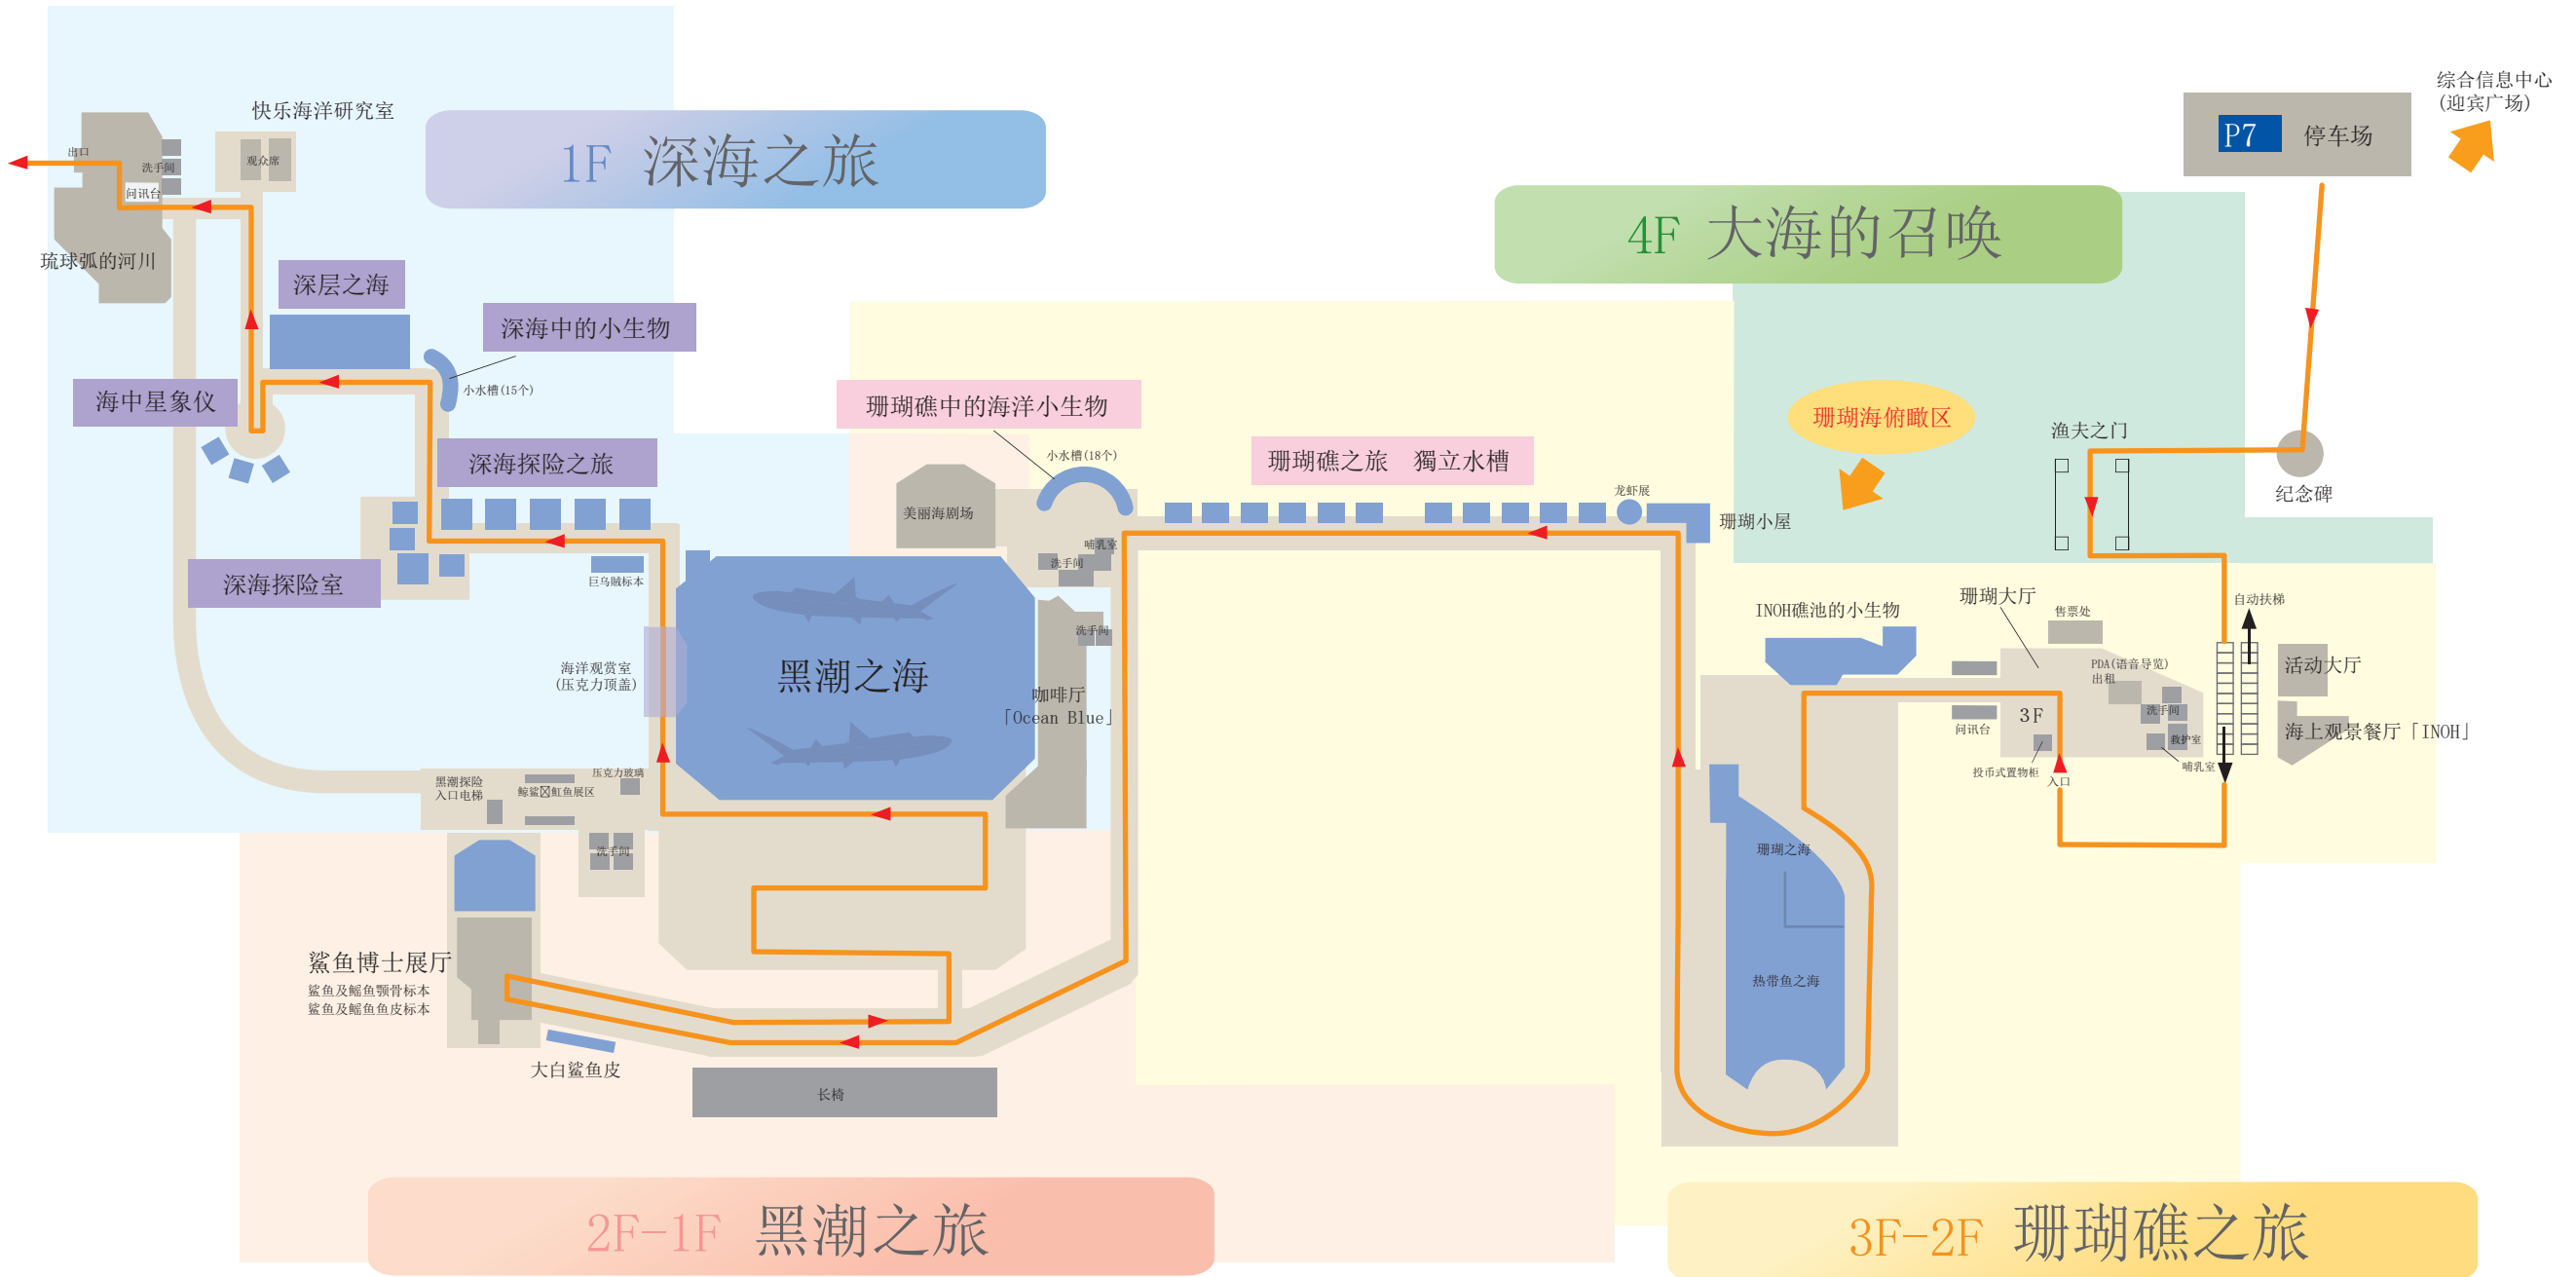 综合信息中心
(迎宾广场)
P7 停车场
快乐海洋研究室
1F 深海之旅
出口
洗手间
观众席
问讯台
4F 大海的召唤
琉球弧的河川
深层之海
深海中的小生物
小水槽(15个)
海中星象仪
珊瑚礁中的海洋小生物
珊瑚海俯瞰区
渔夫之门
深海探险之旅
小水槽(18个)
珊瑚礁之旅 獨立水槽
纪念碑
龙虾展
美丽海剧场
珊瑚小屋
哺乳室
洗手间
深海探险室
巨乌贼标本
INOH礁池的小生物
珊瑚大厅
售票处
自动扶梯
洗手间
海洋观赏室
(压克力顶盖)
黑潮之海
PDA(语音导览)
出租
活动大厅
咖啡厅
「Ocean Blue」
3F
洗手间
问讯台
海上观景餐厅「INOH」
救护室
哺乳室
投币式置物柜
入口
黑潮探险
入口电梯
压克力玻璃
鲸鲨 魟鱼展区
洗手间
珊瑚之海
鲨鱼博士展厅
鲨鱼及鳐鱼颚骨标本
鲨鱼及鳐鱼鱼皮标本
热带鱼之海
大白鲨鱼皮
长椅
2F-1F 黑潮之旅
3F-2F 珊瑚礁之旅